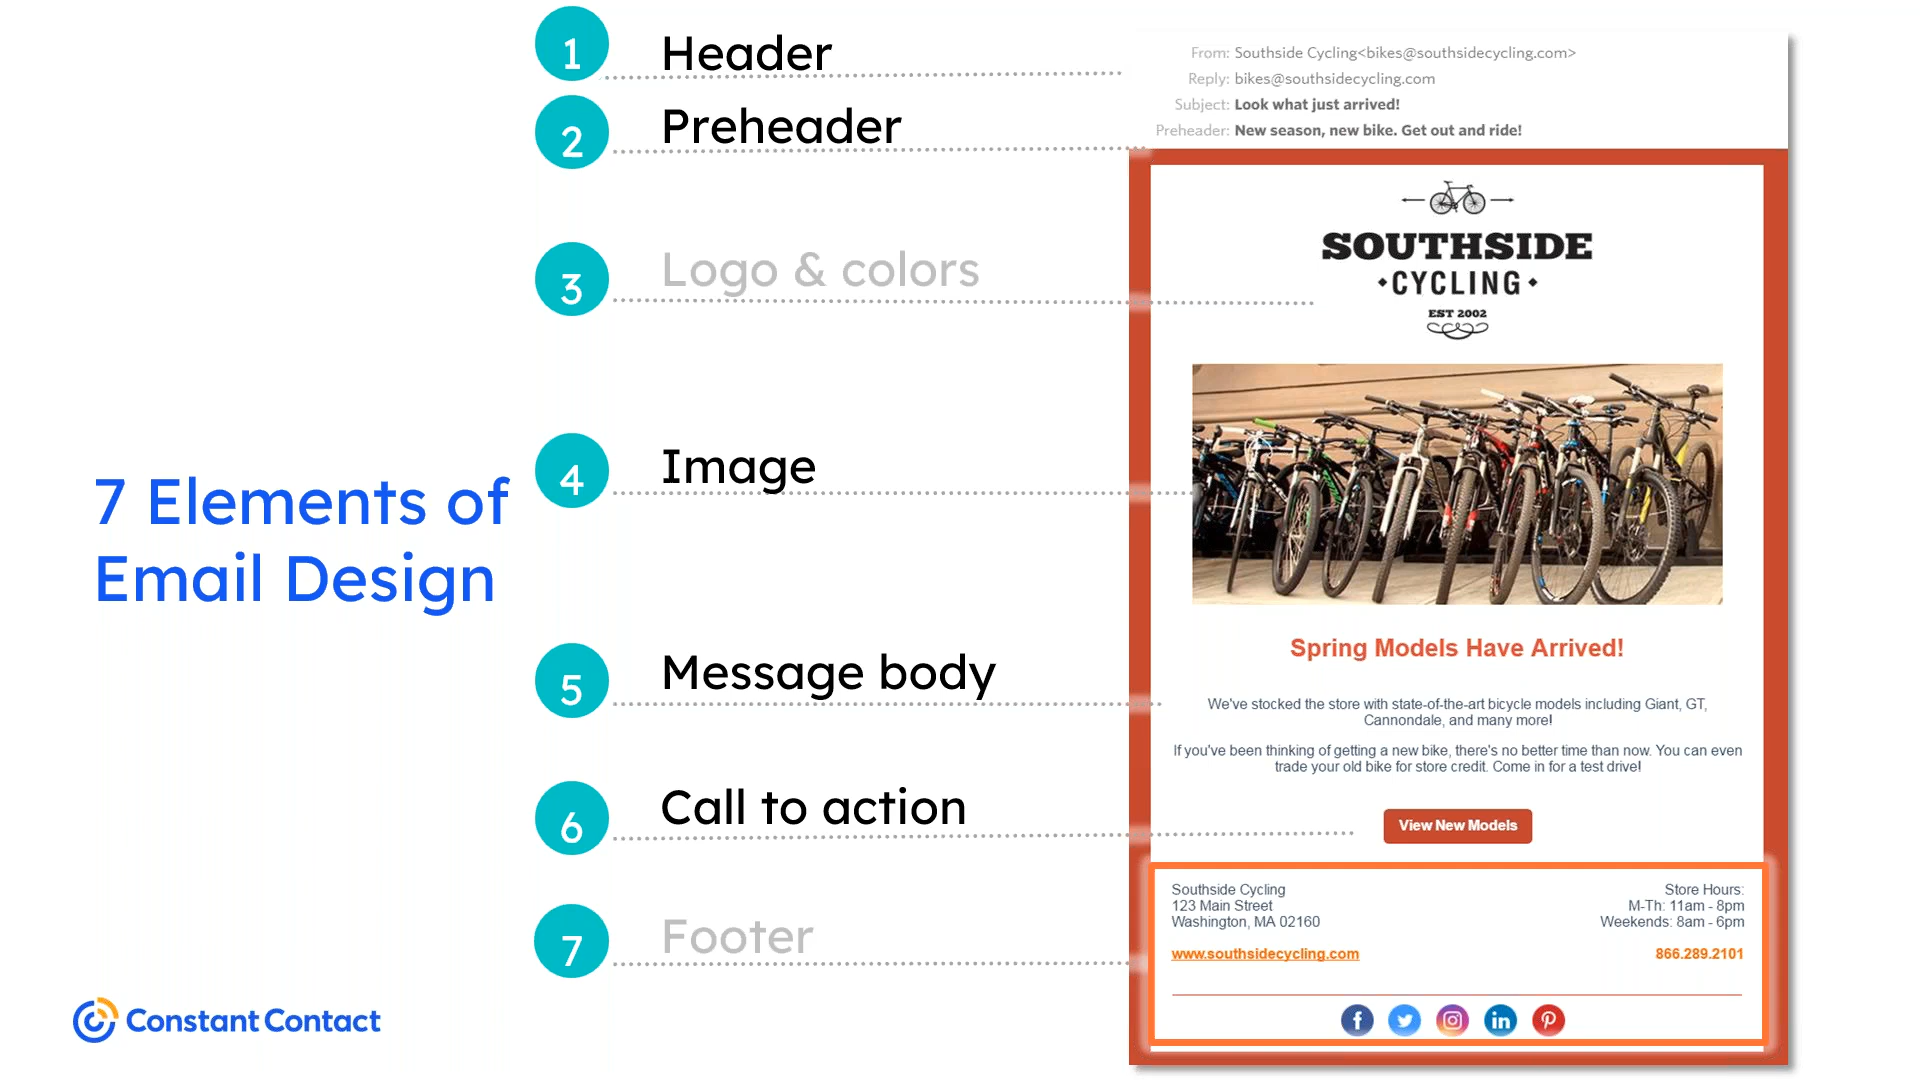 7 Elements of
Email Design
1 Header
2 Preheader
3 Logo & colors
4 Image
5 Message body
6 Call to action
7 Footer
Constant Contact
From: Southside Cycling<bikes@southsidecycling.com>
Reply: bikes@southsidecycling.com
Subject: Look what just arrived!
Preheader: New season, new bike. Get out and ride!
SOUTHSIDE
CYCLING
EST 2002
Spring Models Have Arrived!
We've stocked the store with state-of-the-art bicycle models including Giant, GT,
Cannondale, and many more!
If you've been thinking of getting a new bike, there's no better time than now. You can even
trade your old bike for store credit. Come in for a test drive!
View New Models
Southside Cycling
123 Main Street
Washington, MA 02160
www.southsidecycling.com
Store Hours:
M-Th: 11am - 8pm
Weekends: 8am - 6pm
866.289.2101